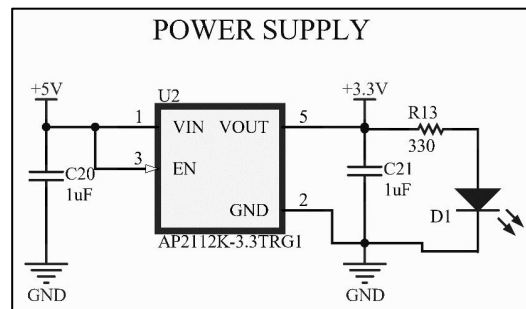 POWER SUPPLY
+5V
U2
+3.3V
1
VIN
VOUT
5
R13
330
3
EN
C20
1uF
C21
1uF
GND
2
D1
AP2112K-3.3TRG1
GND
GND